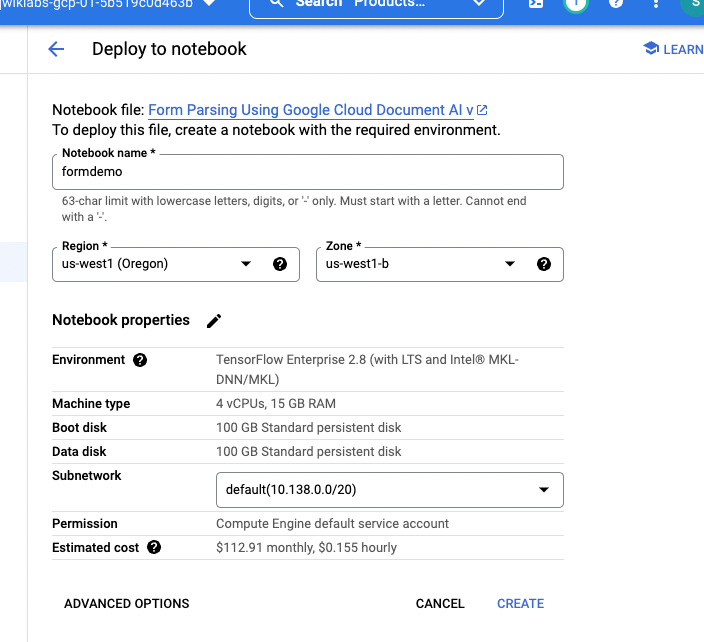 wiklabs-gcp-01-5b519c0d463b
Search Products...
Deploy to notebook
LEARN
Notebook file: Form Parsing Using Google Cloud Document AI v
To deploy this file, create a notebook with the required environment.
Notebook name *
formdemo
63-char limit with lowercase letters, digits, or '-' only. Must start with a letter. Cannot end
with a '-'.
Region *
us-west1 (Oregon)
Zone *
us-west1-b
Notebook properties
Environment
TensorFlow Enterprise 2.8 (with LTS and Intel® MKL-
DNN/MKL)
Machine type
4 vCPUs, 15 GB RAM
Boot disk
100 GB Standard persistent disk
Data disk
100 GB Standard persistent disk
Subnetwork
default(10.138.0.0/20)
Permission
Compute Engine default service account
Estimated cost
$112.91 monthly, $0.155 hourly
ADVANCED OPTIONS
CANCEL
CREATE